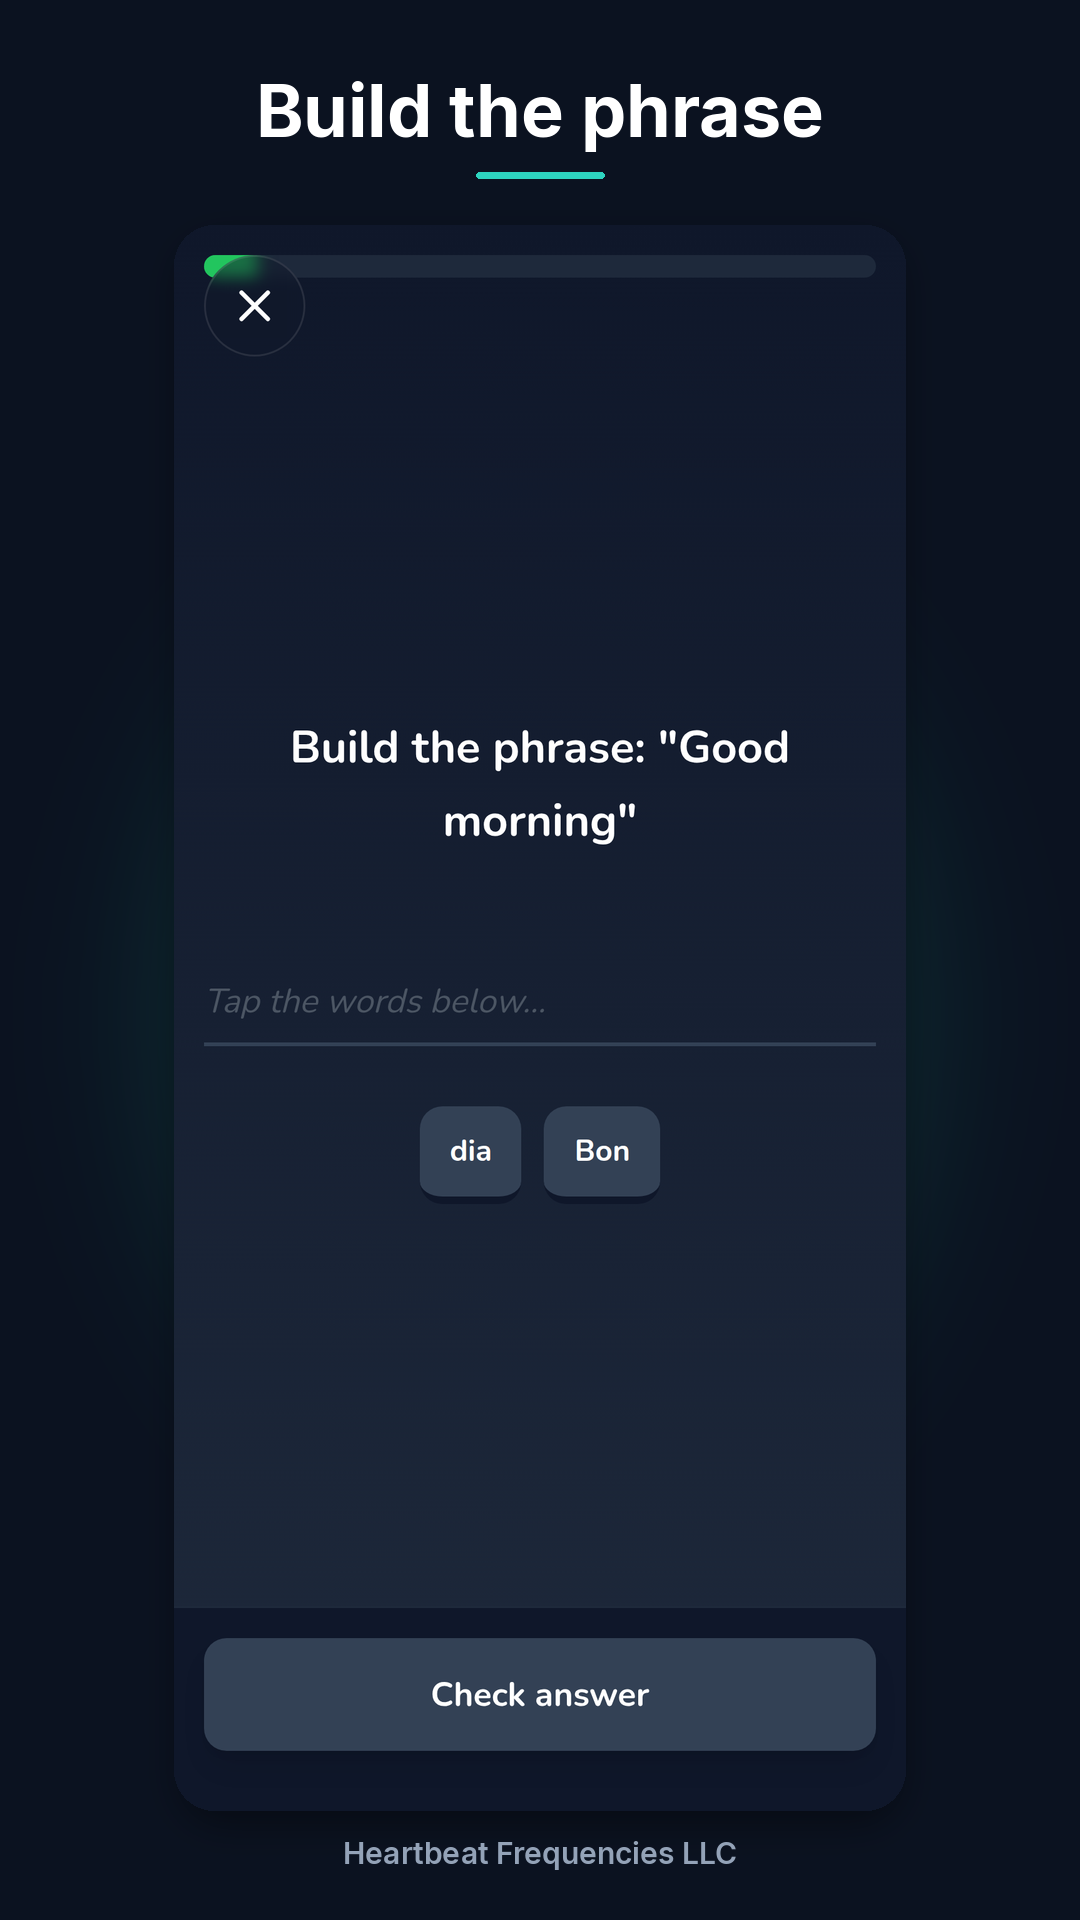 Build the phrase
Build the phrase: "Good
morning"
Tap the words below...
dia
Bon
Check answer
Heartbeat Frequencies LLC